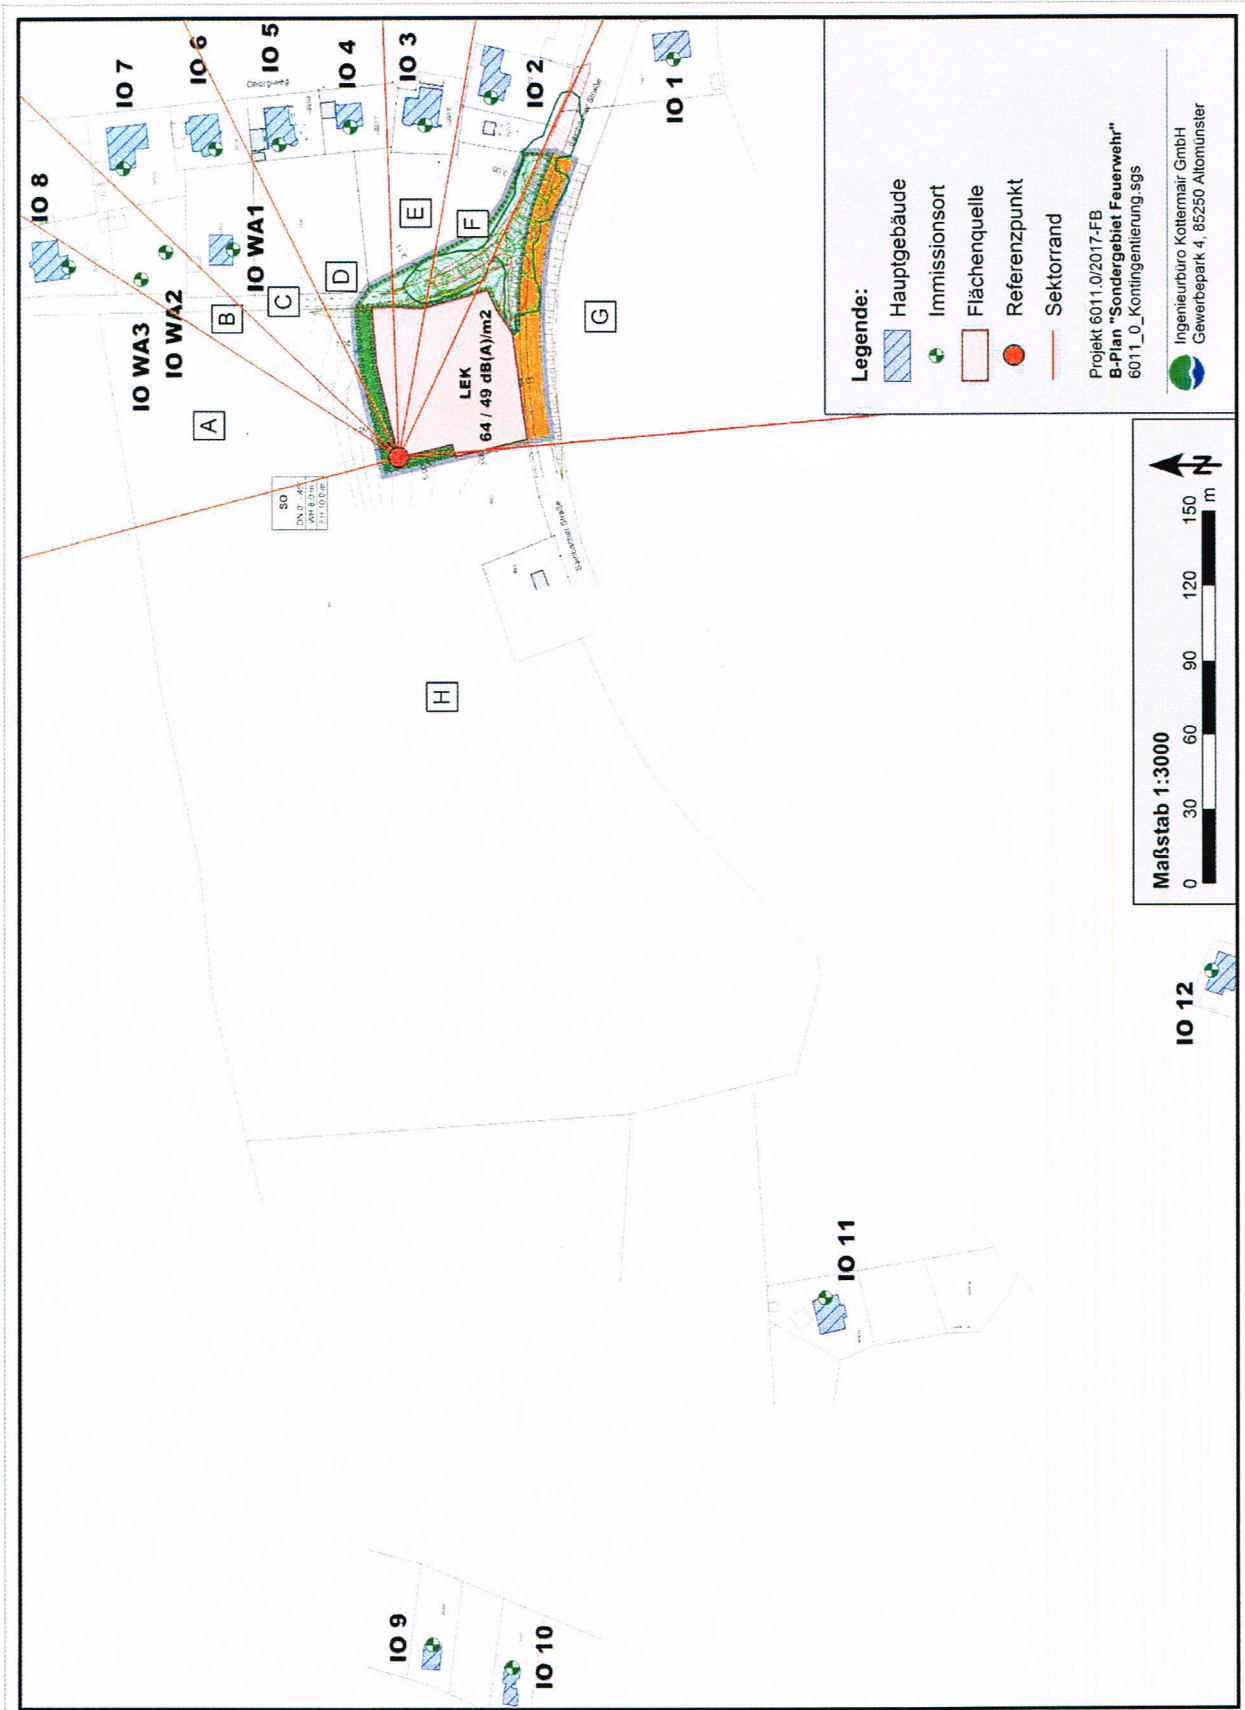 IO 8
IO 7
IO 6
IO 5
IO 4
IO 3
IO 2
IO 1
IO WA3
IO WA2
IO WA1
A
B
C
D
E
F
G
H
SO
LEK
64 / 49 dB(A)/m2
IO 9
IO 10
IO 11
IO 12
Maßstab 1:3000
0 30 60 90 120 150
m
N
Legende:
Hauptgebäude
Immissionsort
Flächenquelle
Referenzpunkt
Sektorrand
Projekt 6011.0/2017-FB
B-Plan "Sondergebiet Feuerwehr"
6011_0_Kontingentierung.sgs
Ingenieurbüro Kottermair GmbH
Gewerbepark 4, 85250 Altomünster